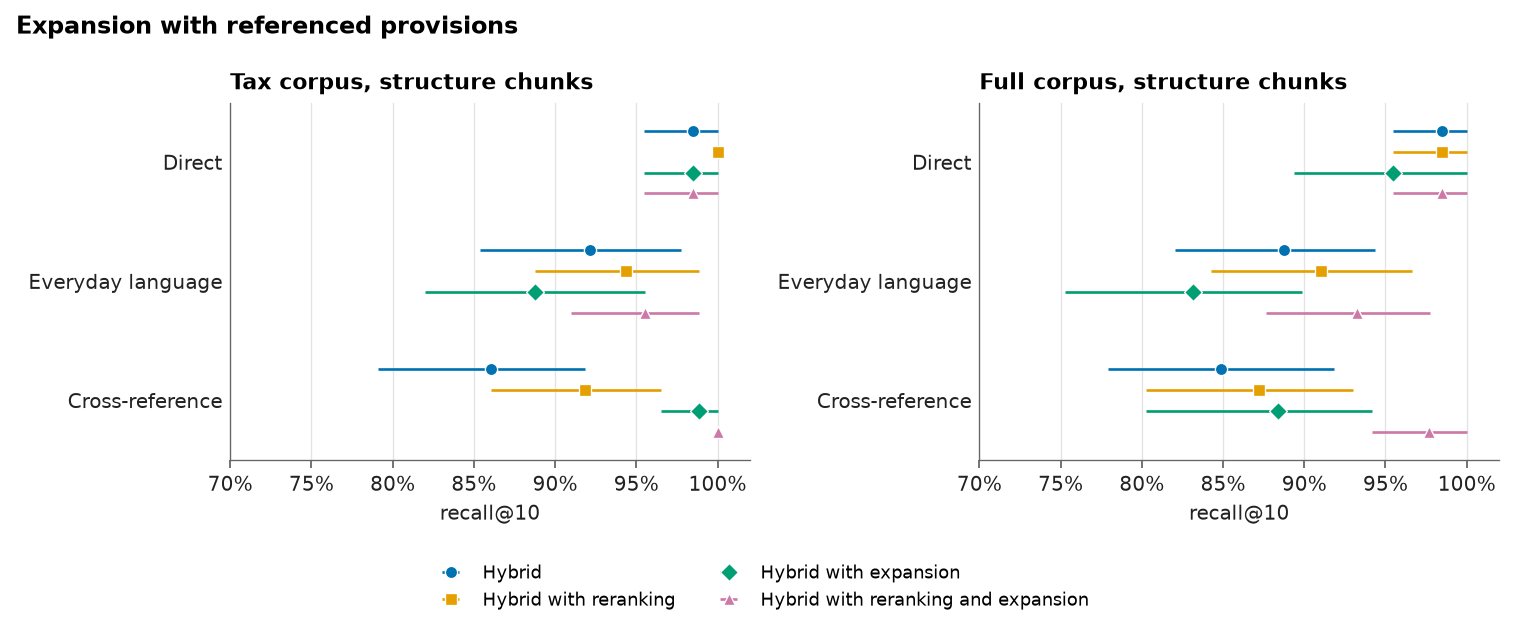 Expansion with referenced provisions
Tax corpus, structure chunks
Direct
Everyday language
Cross-reference
70% 75% 80% 85% 90% 95% 100%
recall@10
Full corpus, structure chunks
Direct
Everyday language
Cross-reference
70% 75% 80% 85% 90% 95% 100%
recall@10
Hybrid
Hybrid with reranking
Hybrid with expansion
Hybrid with reranking and expansion